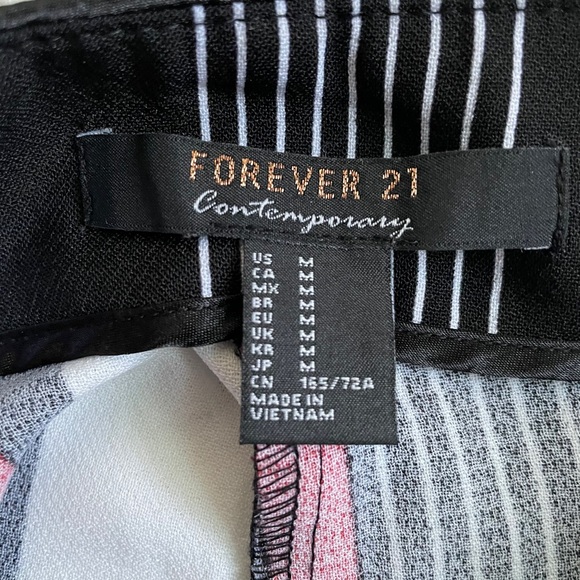 FOREVER 21
Contemporary
US M
CA M
MX M
BR M
EU M
UK M
KR M
JP M
CN 165/72A
MADE IN
VIETNAM